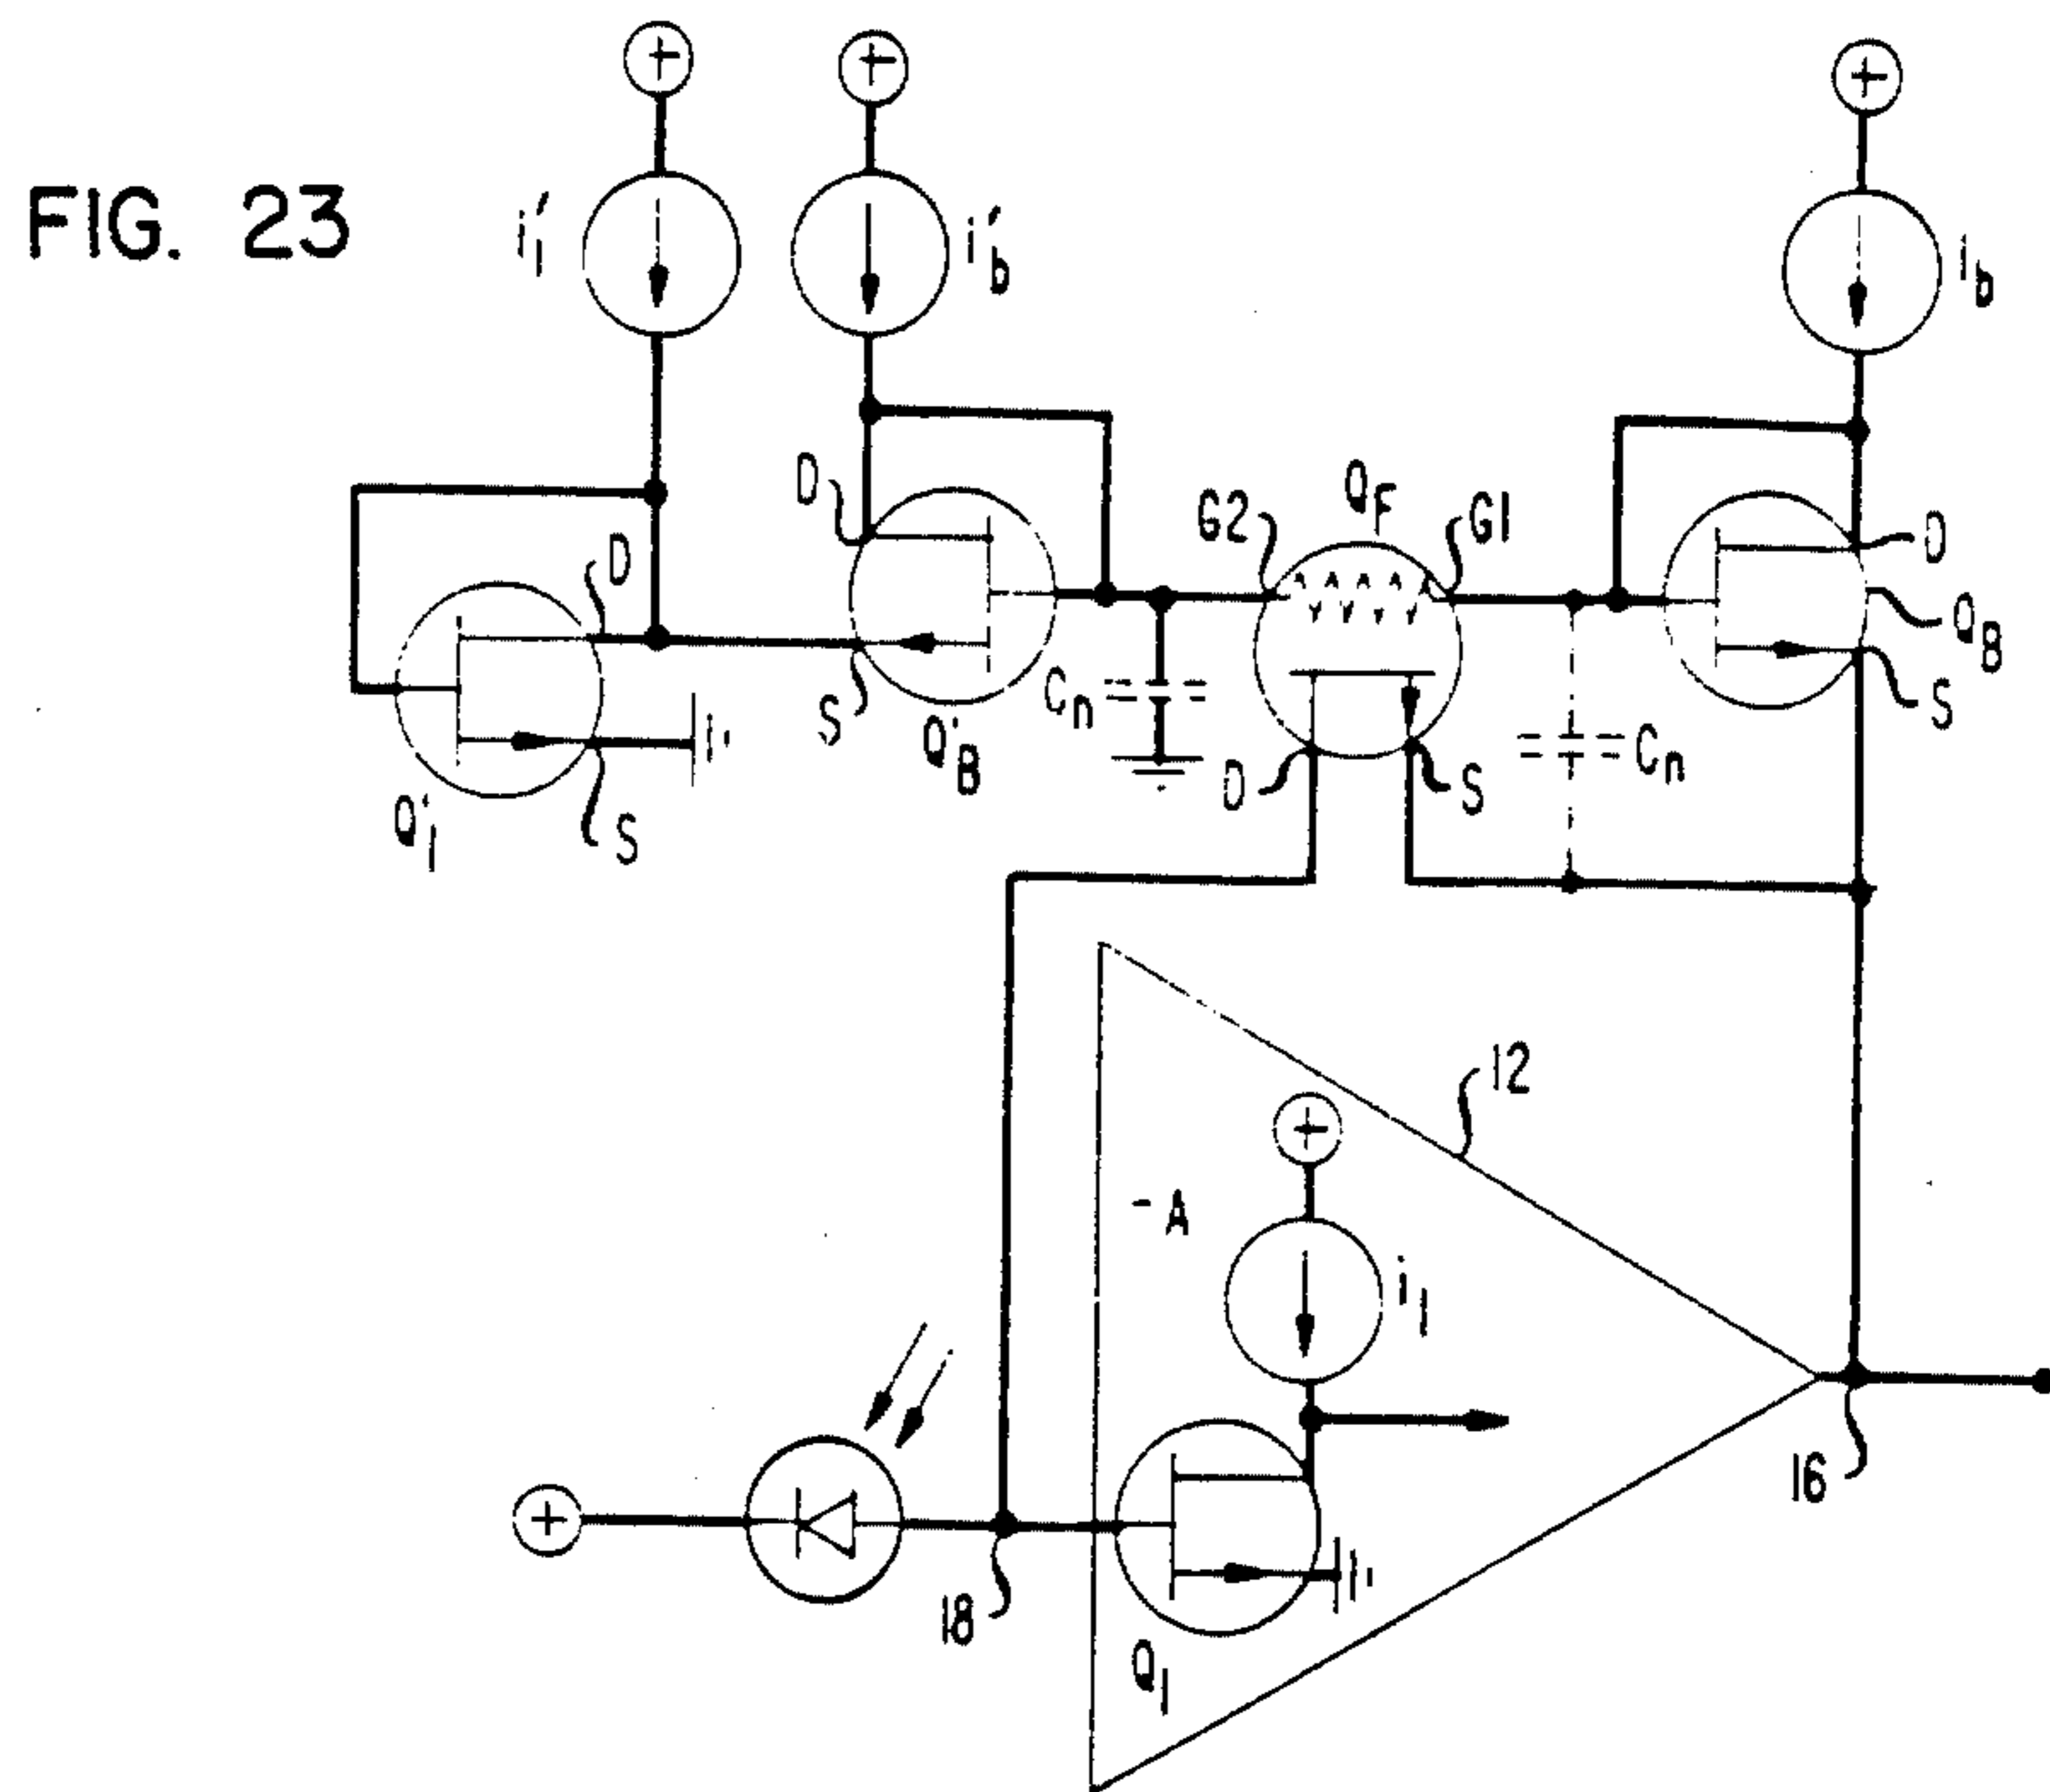 FIG. 23
+
+
+
i'₁
i'b
ib
D
D
G2
QF
G1
D
QB
S
Cn
S
Q'B
D
S
Cn
Q'₁
S
12
+
-A
i₁
16
+
18
Q₁